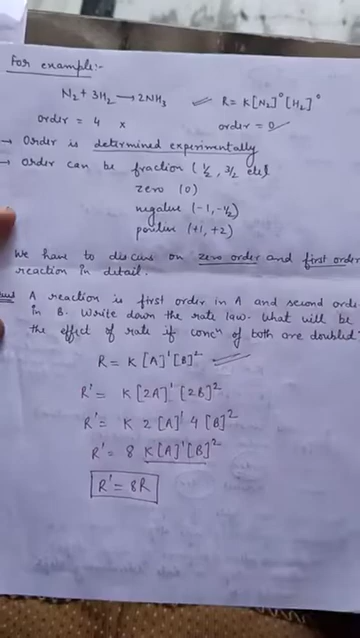 For example:-
N₂ + 3H₂ → 2NH₃ R = K[N₂]⁰[H₂]⁰
order = 4 x order = 0
→ Order is determined experimentally
→ order can be fraction (½, 3/2 etc)
zero (0)
negative (-1, -½)
positive (+1, +2)
We have to discuss on zero order and first order
reaction in detail.
A reaction is first order in A and second orde
in B. Write down the rate law. What will be
the effect of rate if concⁿ of both are doubled
R = K[A]¹[B]²
R' = K[2A]¹[2B]²
R' = K 2[A]¹ 4[B]²
R' = 8 K[A]¹[B]²
R' = 8R